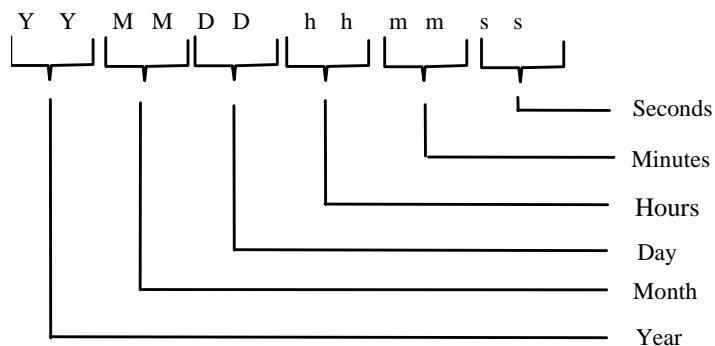 Y Y M M D D h h m m s s
Seconds
Minutes
Hours
Day
Month
Year